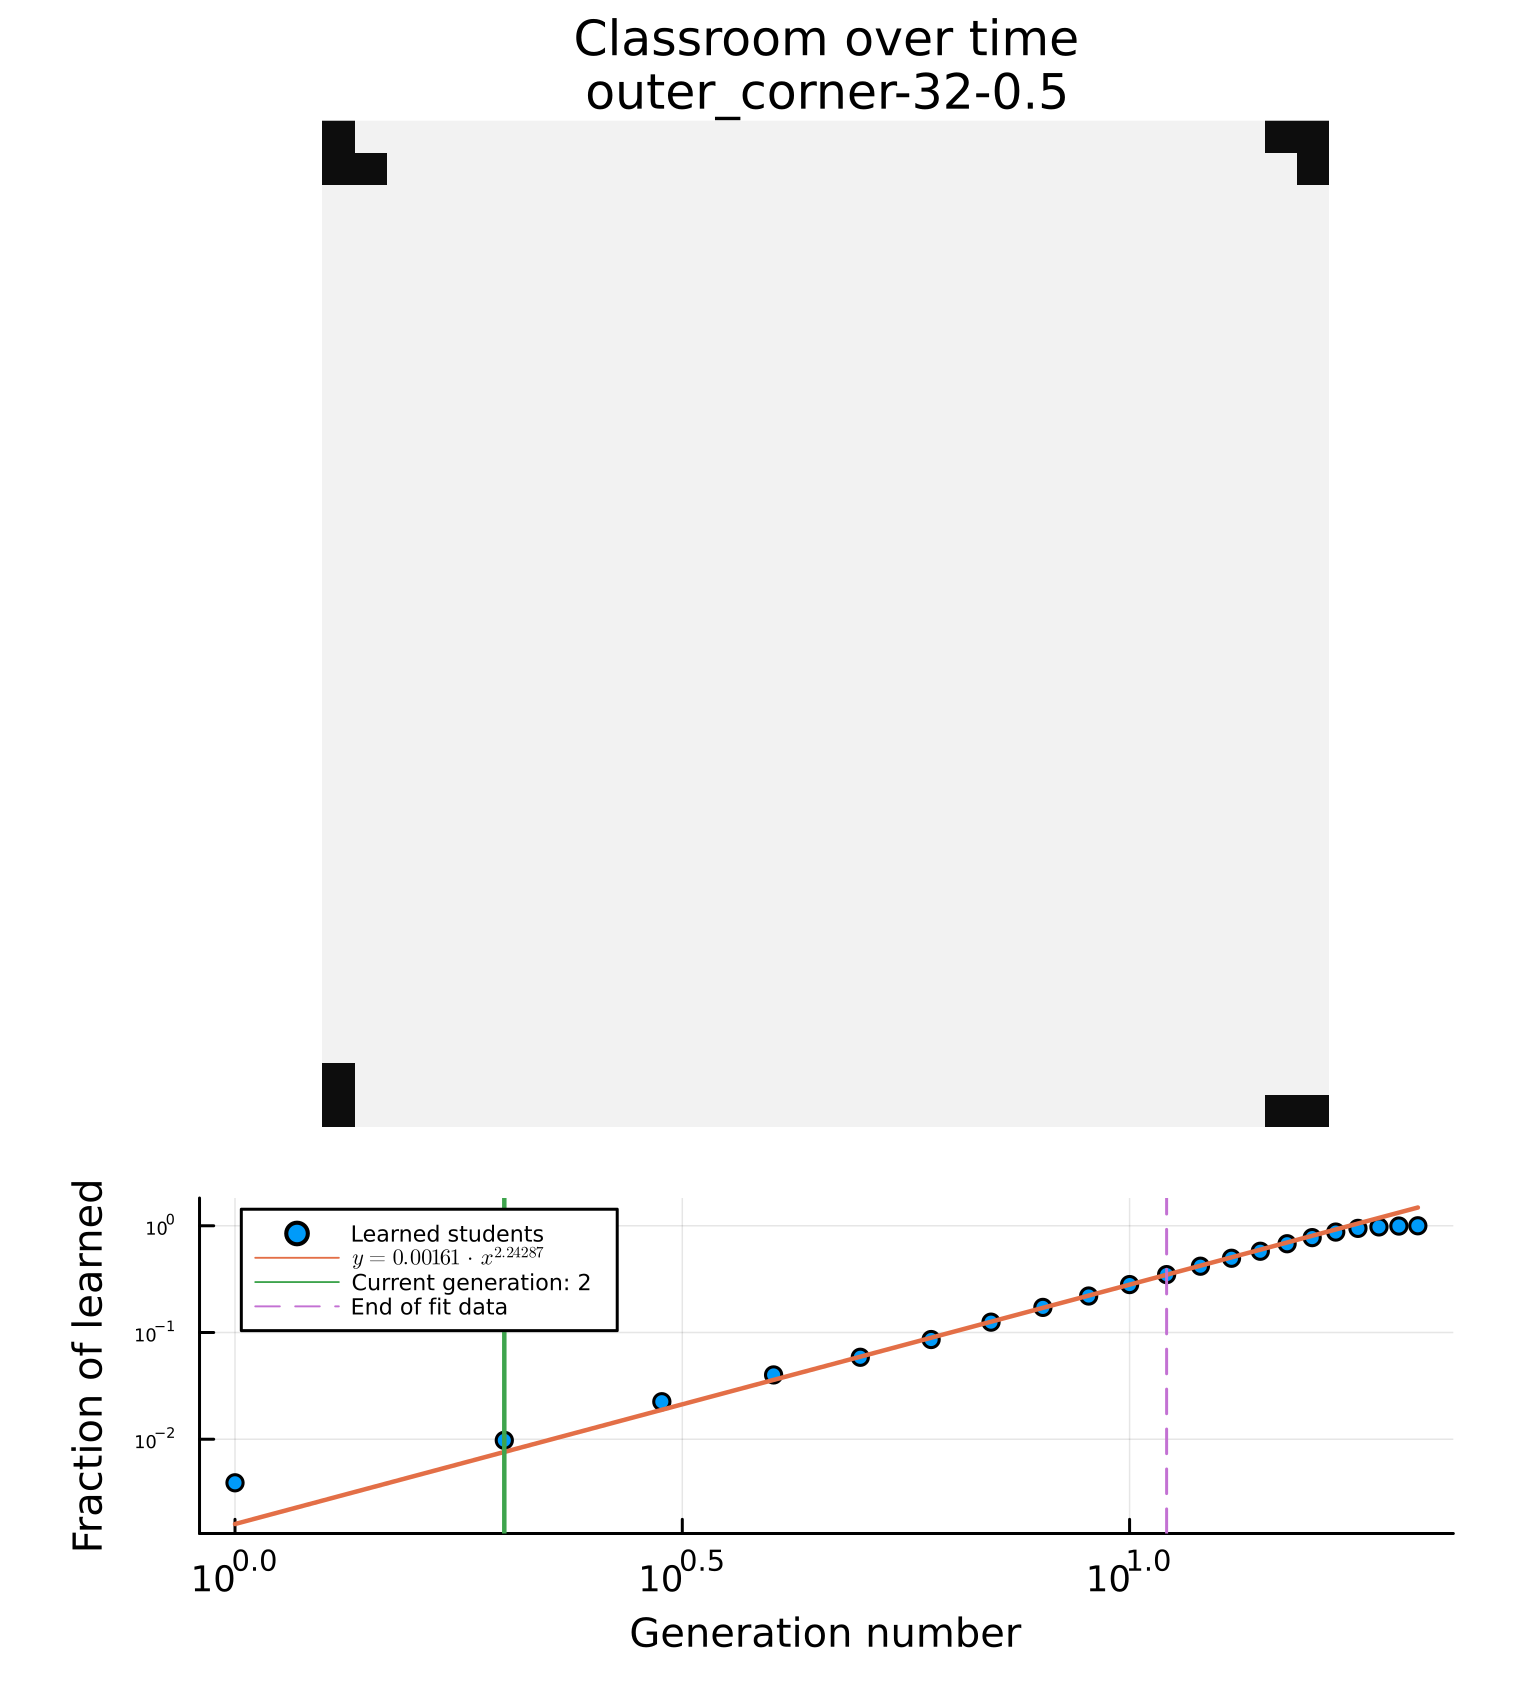 Classroom over time
outer_corner-32-0.5
Fraction of learned
10^0
10^-1
10^-2
Learned students
y = 0.00161 · x^2.24287
Current generation: 2
End of fit data
10^0.0 10^0.5 10^1.0
Generation number